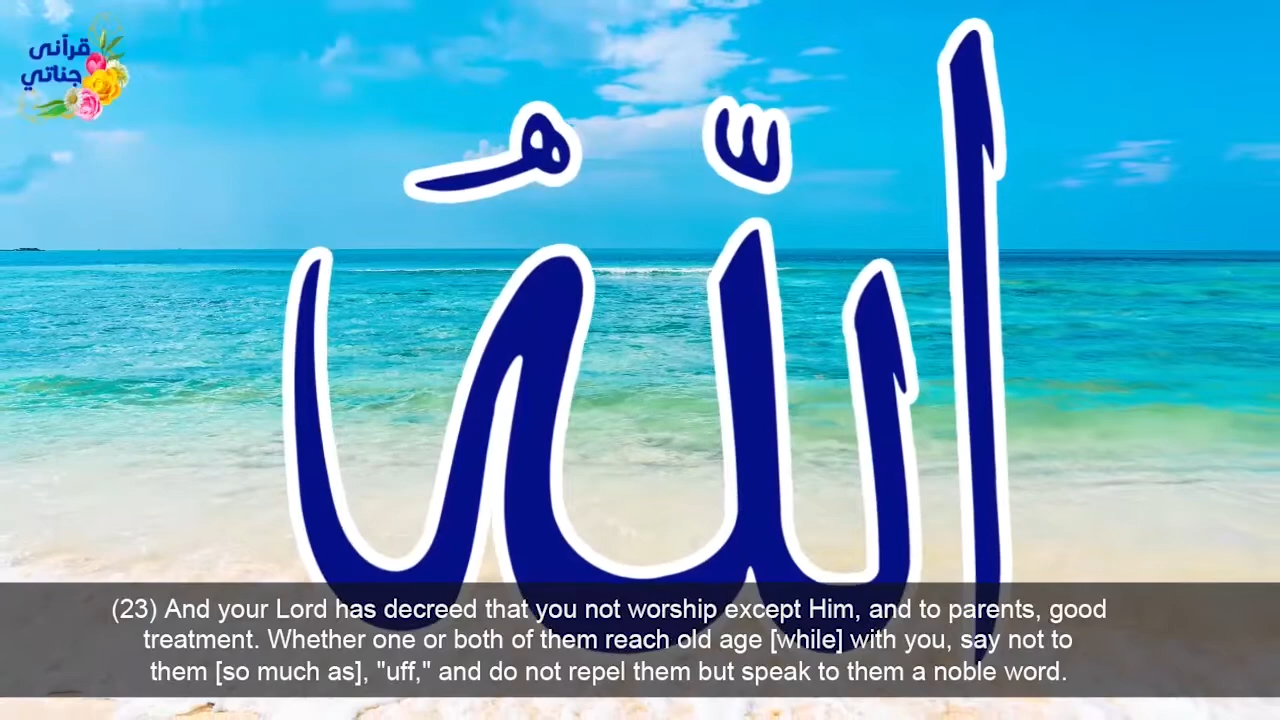 قرآنى
جناتي
اللّٰهُ
(23) And your Lord has decreed that you not worship except Him, and to parents, good
treatment. Whether one or both of them reach old age [while] with you, say not to
them [so much as], "uff," and do not repel them but speak to them a noble word.